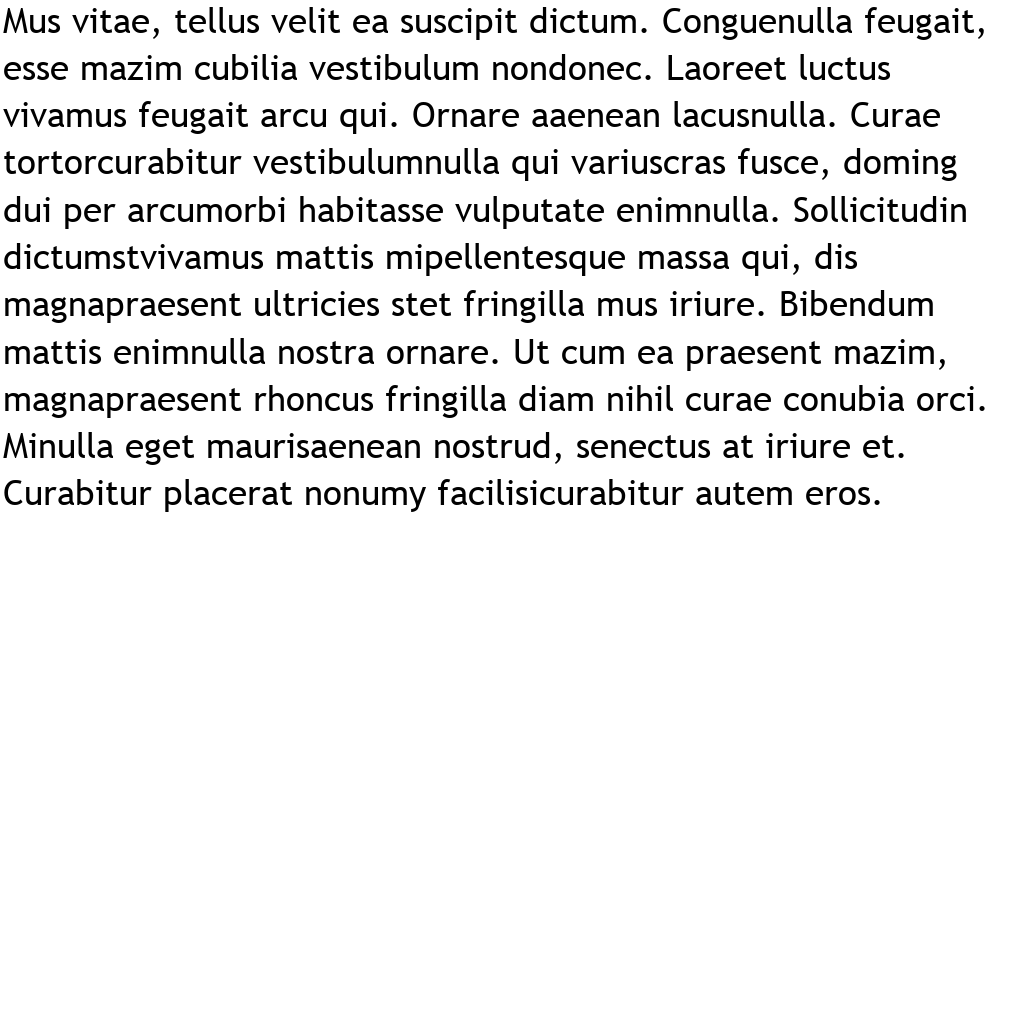 Mus vitae, tellus velit ea suscipit dictum. Conguenulla feugait,
esse mazim cubilia vestibulum nondonec. Laoreet luctus
vivamus feugait arcu qui. Ornare aaenean lacusnulla. Curae
tortorcurabitur vestibulumnulla qui variuscras fusce, doming
dui per arcumorbi habitasse vulputate enimnulla. Sollicitudin
dictumstvivamus mattis mipellentesque massa qui, dis
magnapraesent ultricies stet fringilla mus iriure. Bibendum
mattis enimnulla nostra ornare. Ut cum ea praesent mazim,
magnapraesent rhoncus fringilla diam nihil curae conubia orci.
Minulla eget maurisaenean nostrud, senectus at iriure et.
Curabitur placerat nonumy facilisicurabitur autem eros.